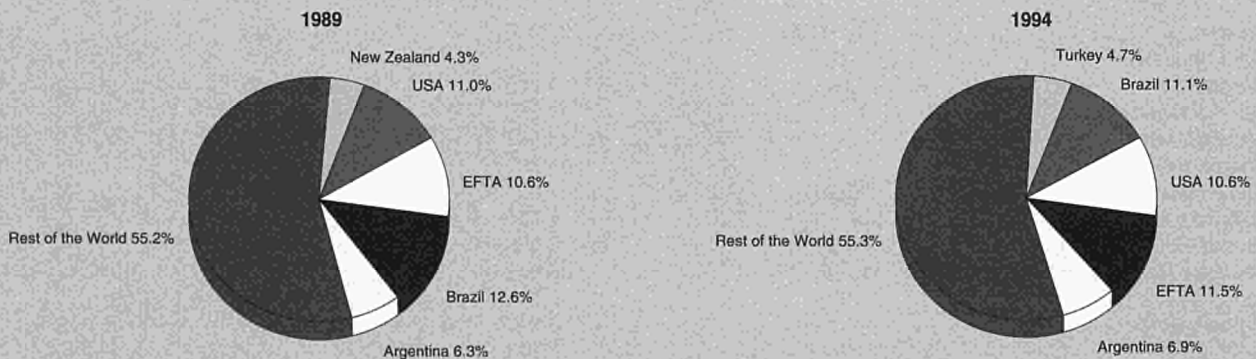 1989
New Zealand 4.3%
USA 11.0%
EFTA 10.6%
Rest of the World 55.2%
Brazil 12.6%
Argentina 6.3%
1994
Turkey 4.7%
Brazil 11.1%
USA 10.6%
Rest of the World 55.3%
EFTA 11.5%
Argentina 6.9%